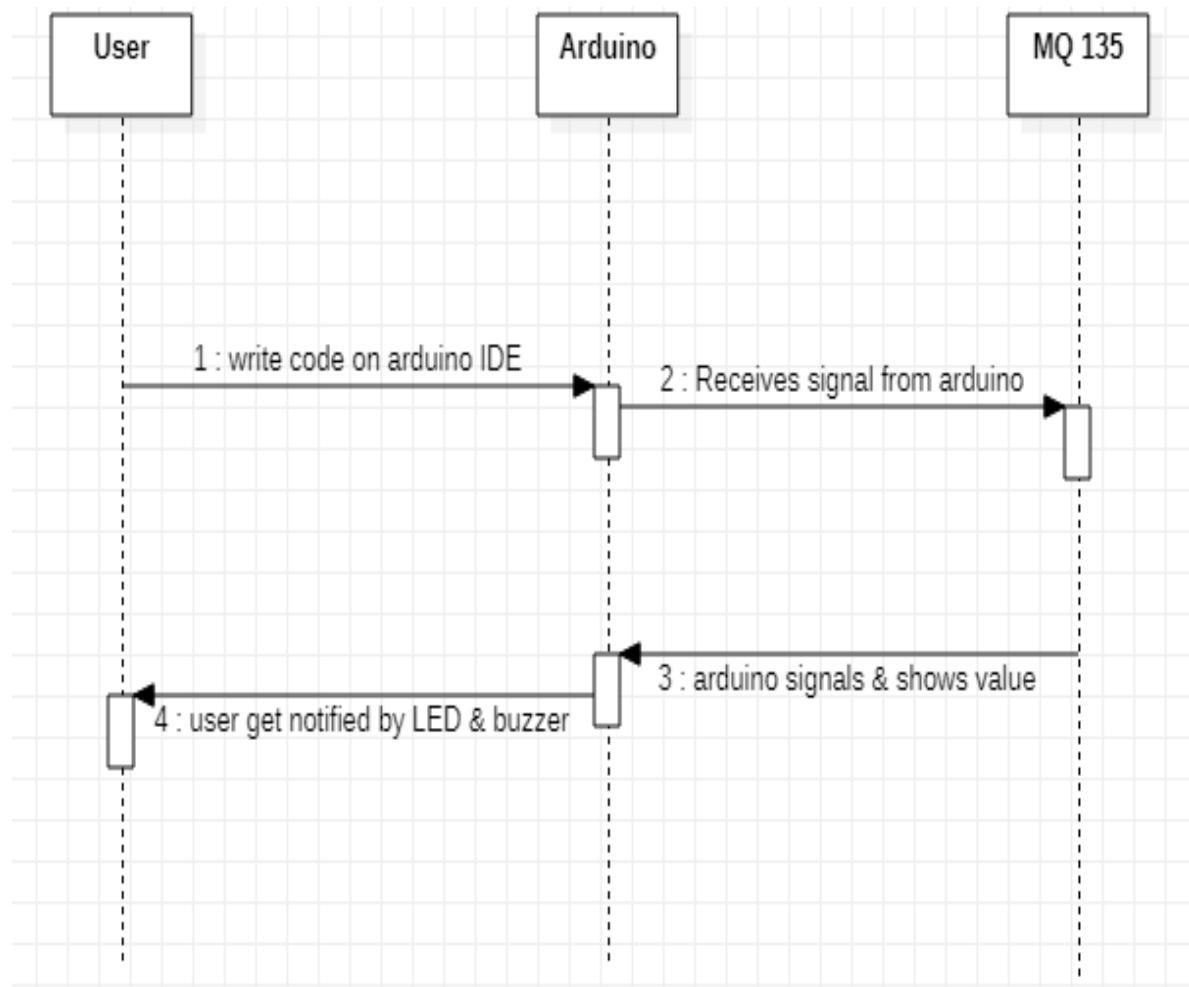 User
Arduino
MQ 135
1 : write code on arduino IDE
2 : Receives signal from arduino
3 : arduino signals & shows value
4 : user get notified by LED & buzzer